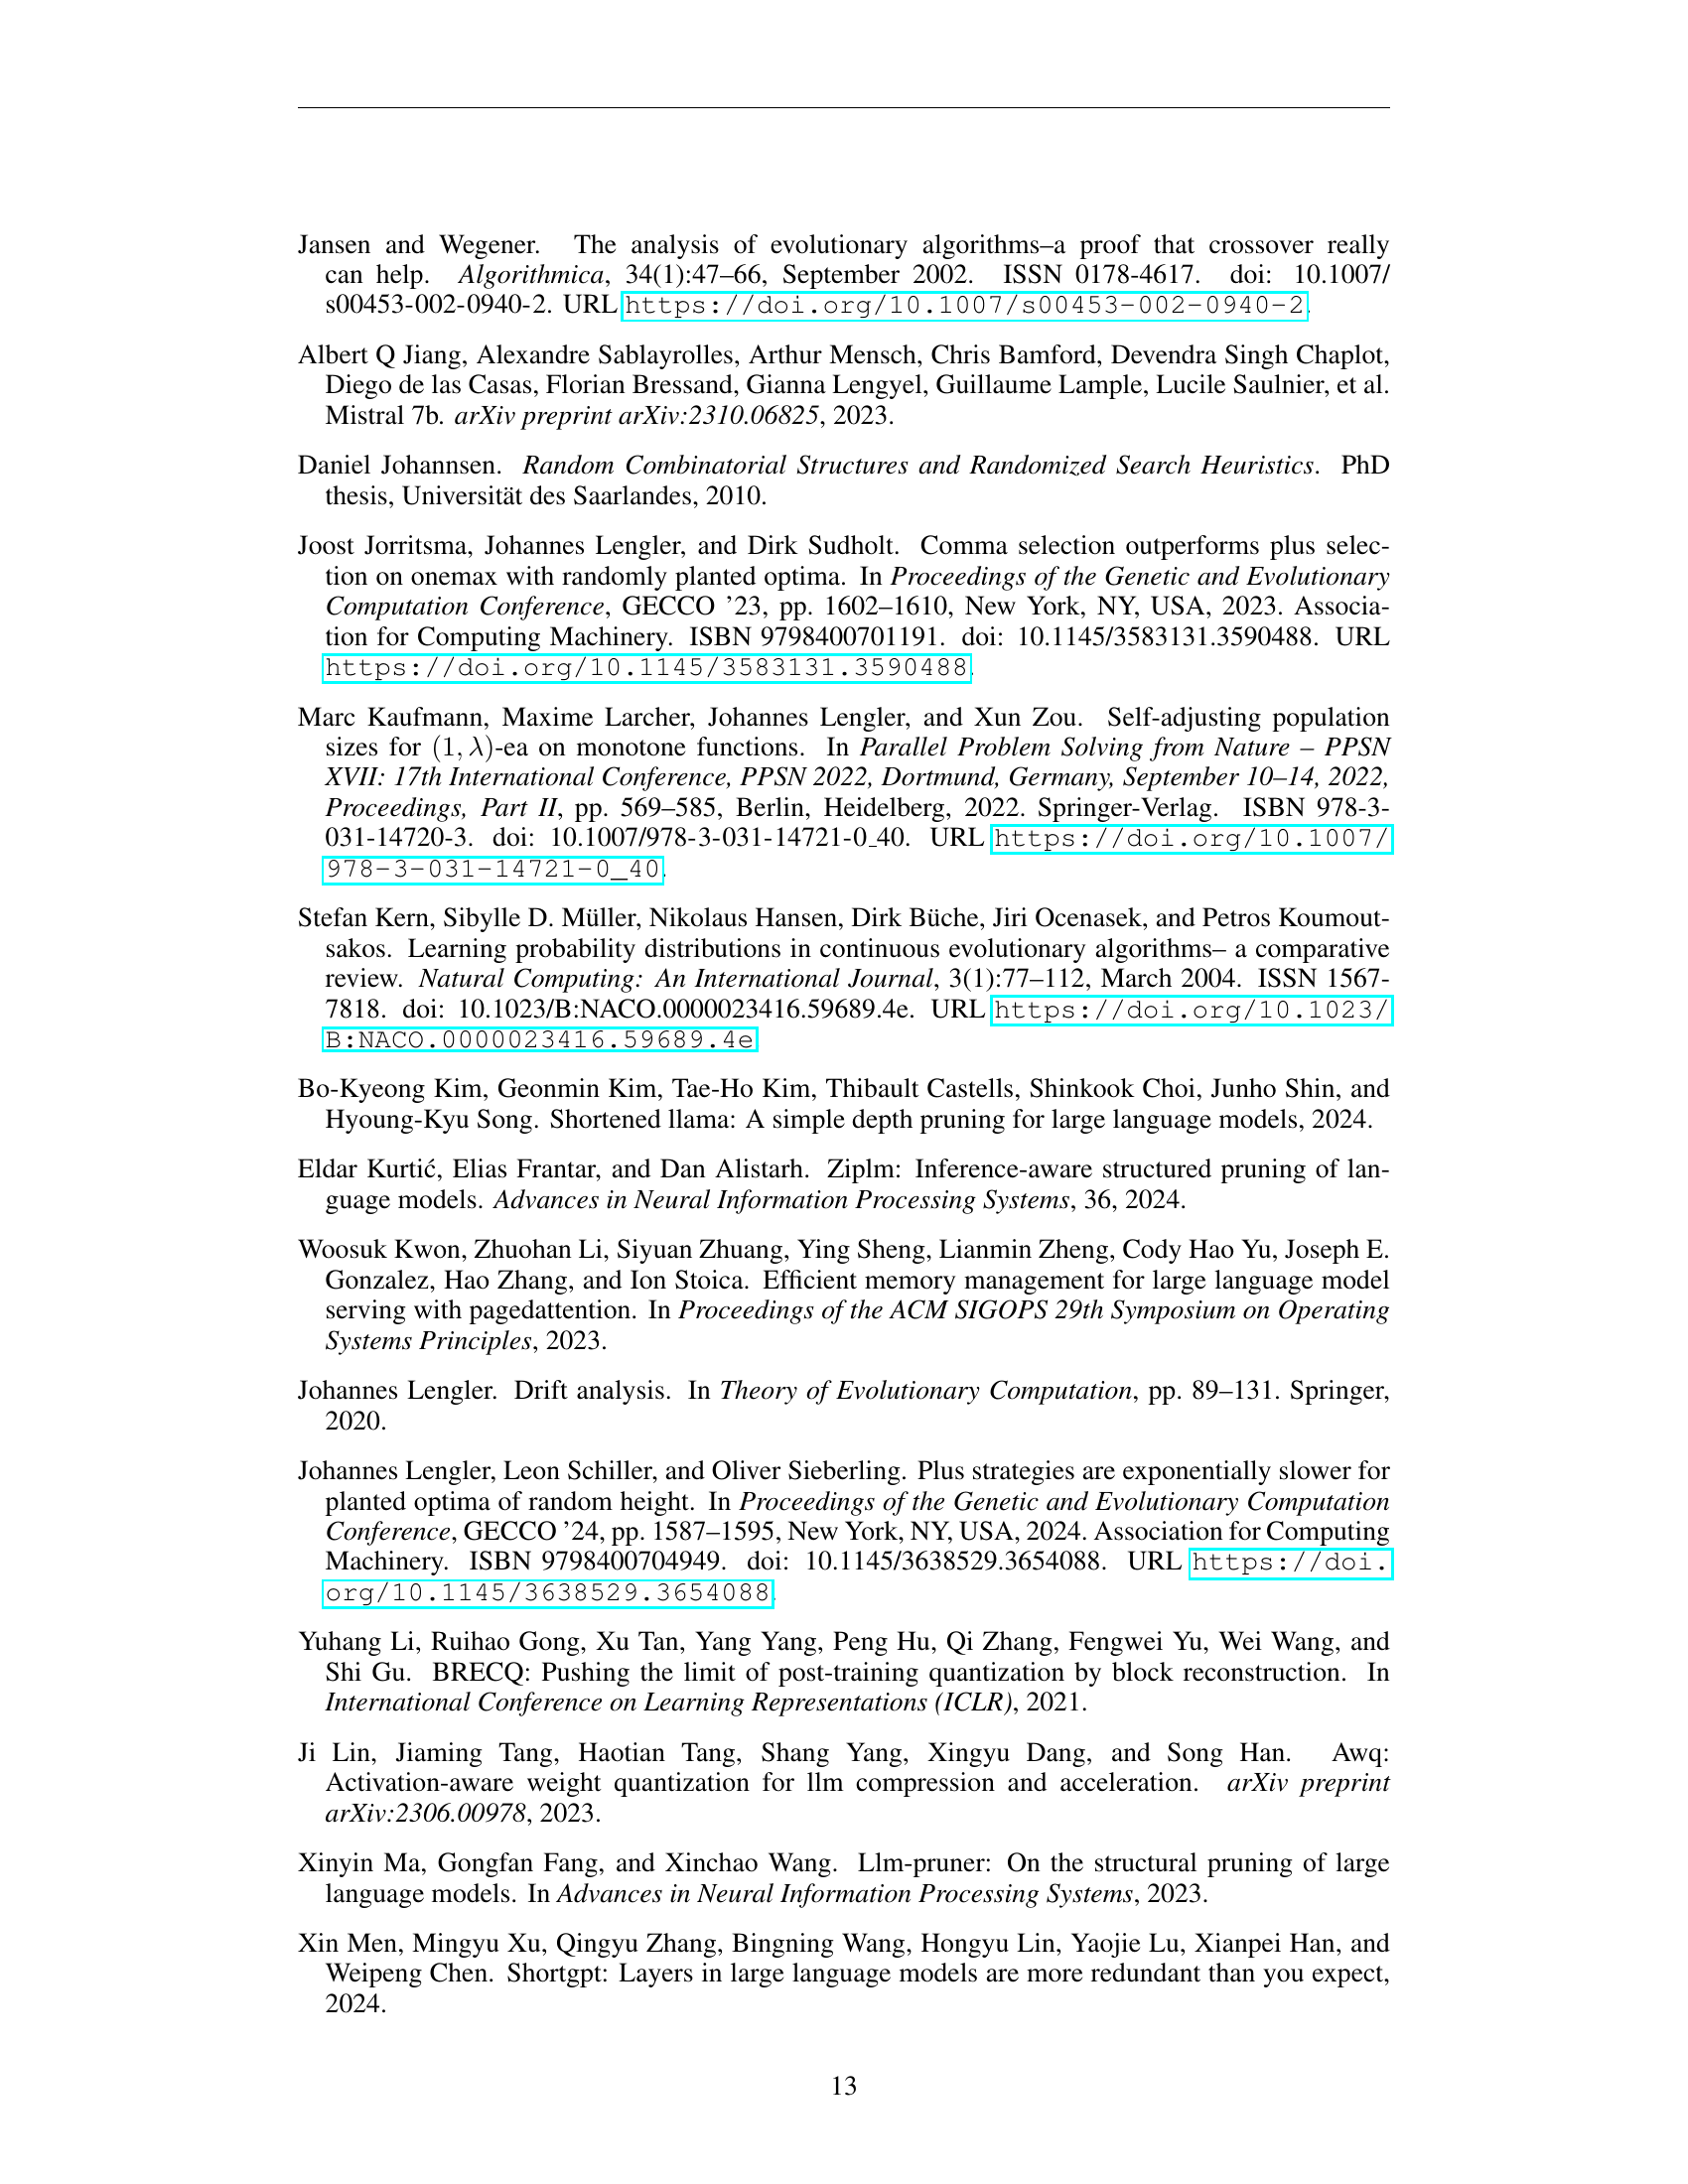 Jansen and Wegener. The analysis of evolutionary algorithms–a proof that crossover really
can help. Algorithmica, 34(1):47–66, September 2002. ISSN 0178-4617. doi: 10.1007/
s00453-002-0940-2. URL https://doi.org/10.1007/s00453-002-0940-2.
Albert Q Jiang, Alexandre Sablayrolles, Arthur Mensch, Chris Bamford, Devendra Singh Chaplot,
Diego de las Casas, Florian Bressand, Gianna Lengyel, Guillaume Lample, Lucile Saulnier, et al.
Mistral 7b. arXiv preprint arXiv:2310.06825, 2023.
Daniel Johannsen. Random Combinatorial Structures and Randomized Search Heuristics. PhD
thesis, Universität des Saarlandes, 2010.
Joost Jorritsma, Johannes Lengler, and Dirk Sudholt. Comma selection outperforms plus selec-
tion on onemax with randomly planted optima. In Proceedings of the Genetic and Evolutionary
Computation Conference, GECCO ’23, pp. 1602–1610, New York, NY, USA, 2023. Associa-
tion for Computing Machinery. ISBN 9798400701191. doi: 10.1145/3583131.3590488. URL
https://doi.org/10.1145/3583131.3590488.
Marc Kaufmann, Maxime Larcher, Johannes Lengler, and Xun Zou. Self-adjusting population
sizes for (1, λ)-ea on monotone functions. In Parallel Problem Solving from Nature – PPSN
XVII: 17th International Conference, PPSN 2022, Dortmund, Germany, September 10–14, 2022,
Proceedings, Part II, pp. 569–585, Berlin, Heidelberg, 2022. Springer-Verlag. ISBN 978-3-
031-14720-3. doi: 10.1007/978-3-031-14721-0_40. URL https://doi.org/10.1007/
978-3-031-14721-0_40.
Stefan Kern, Sibylle D. Müller, Nikolaus Hansen, Dirk Büche, Jiri Ocenasek, and Petros Koumout-
sakos. Learning probability distributions in continuous evolutionary algorithms– a comparative
review. Natural Computing: An International Journal, 3(1):77–112, March 2004. ISSN 1567-
7818. doi: 10.1023/B:NACO.0000023416.59689.4e. URL https://doi.org/10.1023/
B:NACO.0000023416.59689.4e.
Bo-Kyeong Kim, Geonmin Kim, Tae-Ho Kim, Thibault Castells, Shinkook Choi, Junho Shin, and
Hyoung-Kyu Song. Shortened llama: A simple depth pruning for large language models, 2024.
Eldar Kurtić, Elias Frantar, and Dan Alistarh. Ziplm: Inference-aware structured pruning of lan-
guage models. Advances in Neural Information Processing Systems, 36, 2024.
Woosuk Kwon, Zhuohan Li, Siyuan Zhuang, Ying Sheng, Lianmin Zheng, Cody Hao Yu, Joseph E.
Gonzalez, Hao Zhang, and Ion Stoica. Efficient memory management for large language model
serving with pagedattention. In Proceedings of the ACM SIGOPS 29th Symposium on Operating
Systems Principles, 2023.
Johannes Lengler. Drift analysis. In Theory of Evolutionary Computation, pp. 89–131. Springer,
2020.
Johannes Lengler, Leon Schiller, and Oliver Sieberling. Plus strategies are exponentially slower for
planted optima of random height. In Proceedings of the Genetic and Evolutionary Computation
Conference, GECCO ’24, pp. 1587–1595, New York, NY, USA, 2024. Association for Computing
Machinery. ISBN 9798400704949. doi: 10.1145/3638529.3654088. URL https://doi.
org/10.1145/3638529.3654088.
Yuhang Li, Ruihao Gong, Xu Tan, Yang Yang, Peng Hu, Qi Zhang, Fengwei Yu, Wei Wang, and
Shi Gu. BRECQ: Pushing the limit of post-training quantization by block reconstruction. In
International Conference on Learning Representations (ICLR), 2021.
Ji Lin, Jiaming Tang, Haotian Tang, Shang Yang, Xingyu Dang, and Song Han. Awq:
Activation-aware weight quantization for llm compression and acceleration. arXiv preprint
arXiv:2306.00978, 2023.
Xinyin Ma, Gongfan Fang, and Xinchao Wang. Llm-pruner: On the structural pruning of large
language models. In Advances in Neural Information Processing Systems, 2023.
Xin Men, Mingyu Xu, Qingyu Zhang, Bingning Wang, Hongyu Lin, Yaojie Lu, Xianpei Han, and
Weipeng Chen. Shortgpt: Layers in large language models are more redundant than you expect,
2024.
13